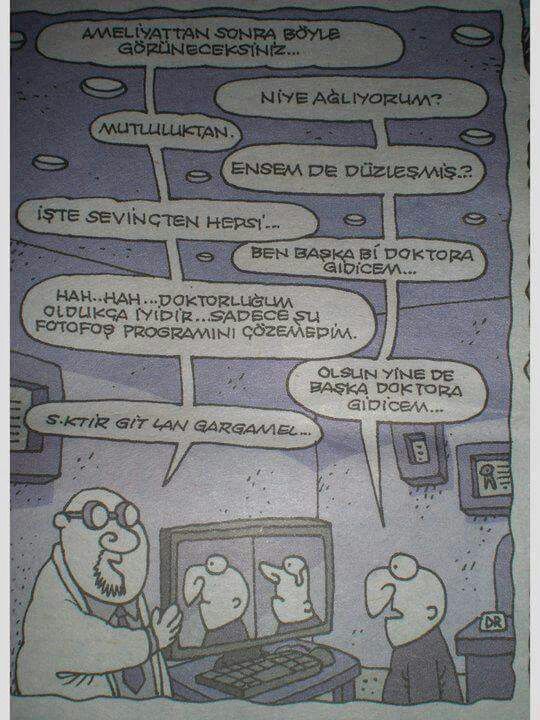 AMELİYATTAN SONRA BÖYLE
GÖRÜNECEKSİNİZ...
NİYE AĞLIYORUM?
MUTLULUKTAN.
ENSEM DE DÜZLEŞMİŞ.?
İŞTE SEVİNÇTEN HEPSİ...
BEN BAŞKA Bİ DOKTORA
GİDİCEM...
HAH..HAH...DOKTORLUĞUM
OLDUKÇA İYİDİR...SADECE ŞU
FOTOFOŞ PROGRAMINI ÇÖZEMEDİM.
OLSUN YİNE DE
BAŞKA DOKTORA
GİDİCEM...
S.KTİR GİT LAN GARGAMEL...
DR